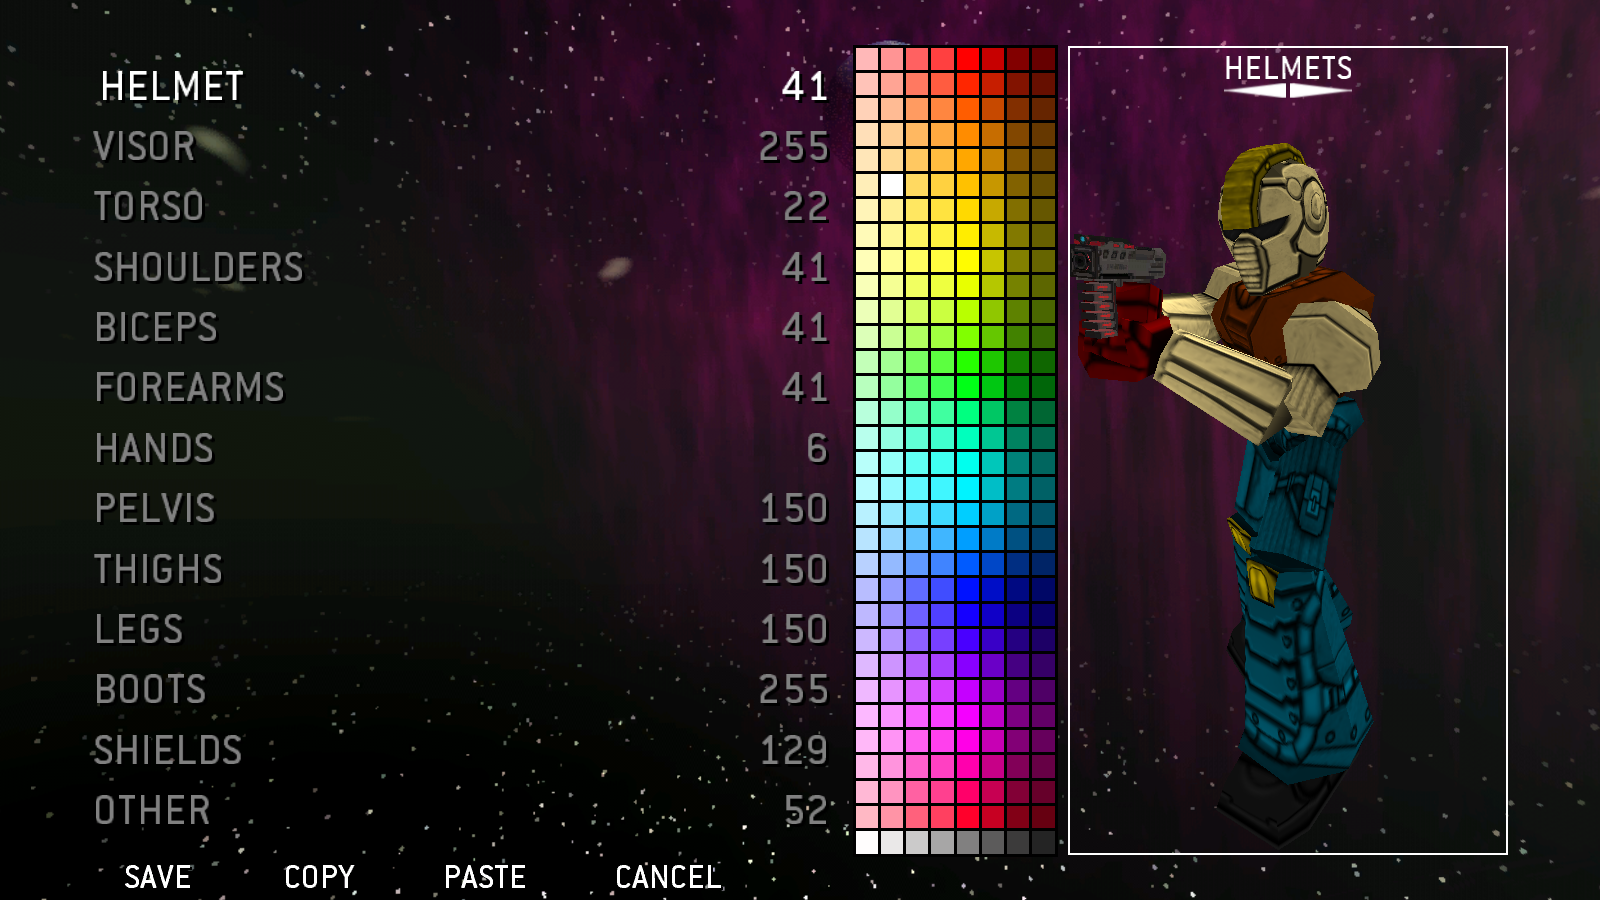 HELMETS
HELMET 41
VISOR 255
TORSO 22
SHOULDERS 41
BICEPS 41
FOREARMS 41
HANDS 6
PELVIS 150
THIGHS 150
LEGS 150
BOOTS 255
SHIELDS 129
OTHER 52
SAVE COPY PASTE CANCEL